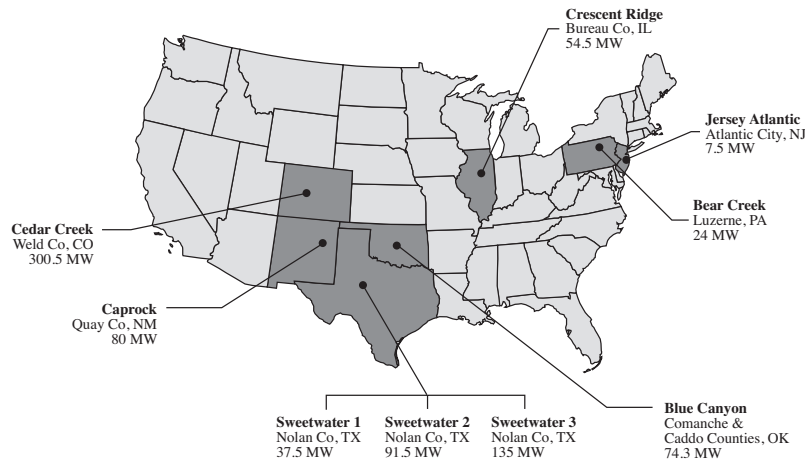 Crescent Ridge
Bureau Co, IL
54.5 MW
Jersey Atlantic
Atlantic City, NJ
7.5 MW
Bear Creek
Luzerne, PA
24 MW
Cedar Creek
Weld Co, CO
300.5 MW
Caprock
Quay Co, NM
80 MW
Sweetwater 1
Nolan Co, TX
37.5 MW
Sweetwater 2
Nolan Co, TX
91.5 MW
Sweetwater 3
Nolan Co, TX
135 MW
Blue Canyon
Comanche &
Caddo Counties, OK
74.3 MW